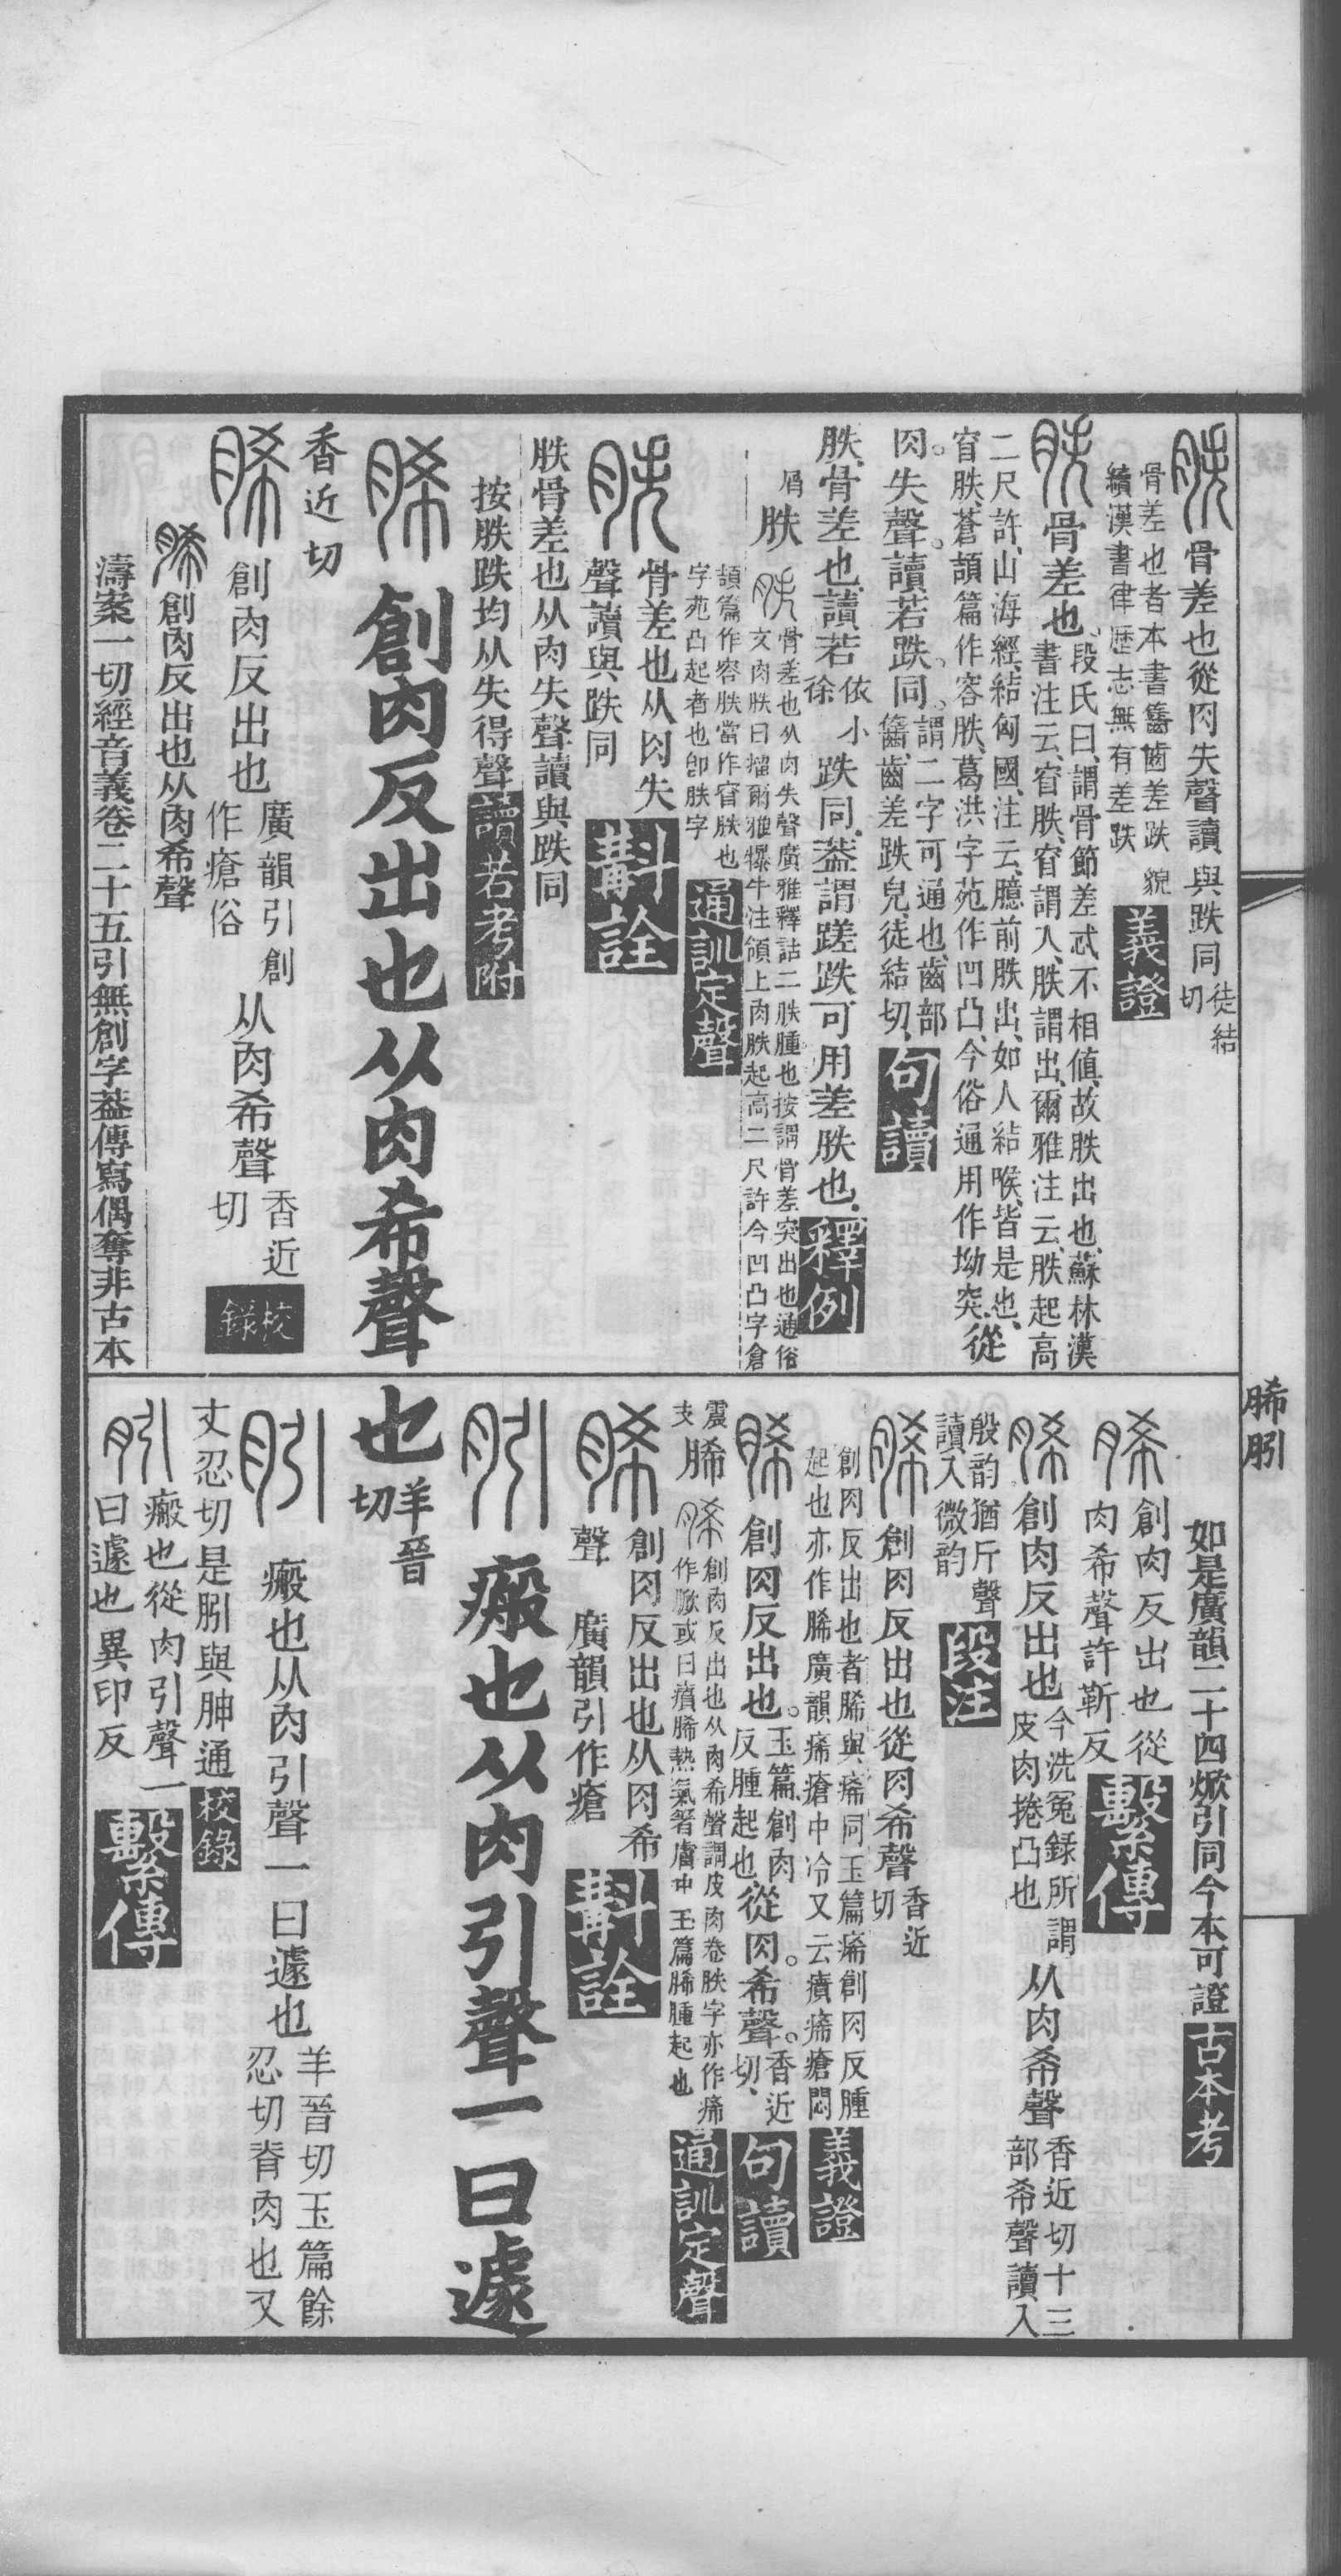 胅骨差也從肉失聲讀與跌同徒結切
骨差也者本書䶥齒差跌貌
續漢書律歷志無有差跌
義證
胅骨差也段氏曰謂骨節差忒不相値故胅出也蘇林漢
書注云窅胅窅謂入胅謂出爾雅注云胅起高
二尺許山海經結匈國注云臆前胅出如人結喉皆是也
窅胅蒼頡篇作容胅葛洪字苑作凹凸今俗通用作坳突從
肉失聲讀若跌同謂二字可通也齒部
䶥齒差跌皃徒結切
句讀
胅骨差也讀若依小徐跌同葢謂蹉跌可用差胅也
釋例
屑
胅
胅骨差也从肉失聲廣雅釋詁二胅腫也按謂骨差突出也通俗
文肉胅曰瘤爾雅犦牛注領上肉胅起高二尺許今凹凸字倉
頡篇作容胅當作窅胅也
字苑凸起者也卽胅字
通訓定聲
胅骨差也从肉失
聲讀與跌同
斠詮
胅骨差也从肉失聲讀與跌同
按胅跌均从失得聲
讀若考附
脪創肉反出也从肉希聲
香近切
脪創肉反出也廣韻引創作瘡俗从肉希聲香近切
校錄
脪創肉反出也从肉希聲
濤案一切經音義卷二十五引無創字葢傳寫偶奪非古本
脪胤
如是廣韻二十四焮引同今本可證
古本考
脪創肉反出也從
肉希聲許靳反
繫傳
脪創肉反出也今洗冤錄所謂皮肉捲凸也从肉希聲香近切十三部希聲讀入
殷韵猶斤聲
讀入微韵
段注
脪創肉反出也從肉希聲香近切
創肉反出也者脪與痛同玉篇痛創肉反腫
起也亦作脪廣韻痛瘡中冷又云癀痛瘡悶
義證
脪創肉反出也玉篇創肉反腫起也從肉希聲香近切
句讀
震
支
脪
脪創肉反出也从肉希聲謂皮肉卷胅字亦作痛
作脈或曰癀脪熱氣著膚中玉篇脪腫起也
通訓定聲
脪創肉反出也从肉希
聲廣韻引作瘡
斠詮
胤瘢也从肉引聲一曰遽
也羊晉切
瘢也从肉引聲一曰遽也羊晉切玉篇餘
忍切脊肉也又
丈忍切是胤與胂通
校錄
瘢也從肉引聲一
曰遽也異印反
繫傳